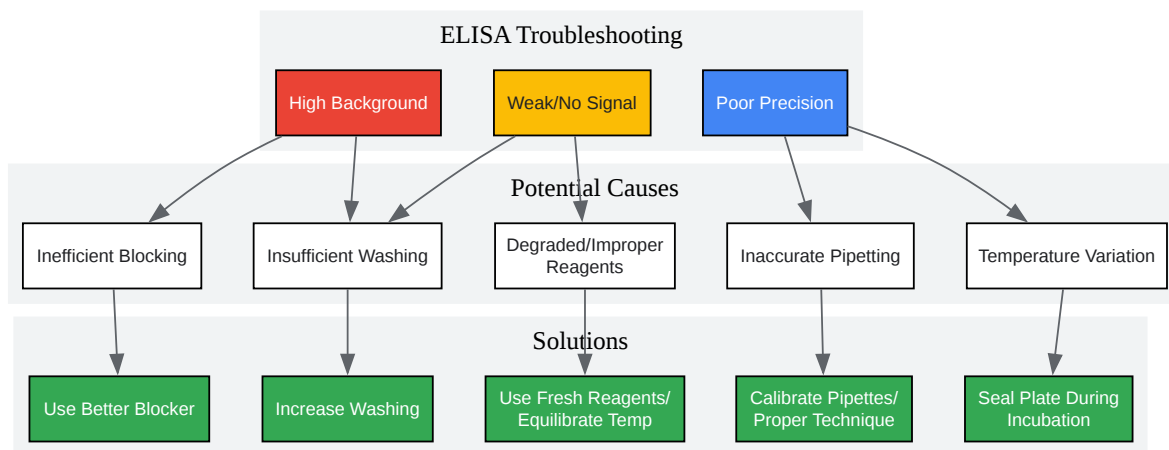 ELISA Troubleshooting
High Background
Weak/No Signal
Poor Precision
Potential Causes
Inefficient Blocking
Insufficient Washing
Degraded/Improper
Reagents
Inaccurate Pipetting
Temperature Variation
Solutions
Use Better Blocker
Increase Washing
Use Fresh Reagents/
Equilibrate Temp
Calibrate Pipettes/
Proper Technique
Seal Plate During
Incubation